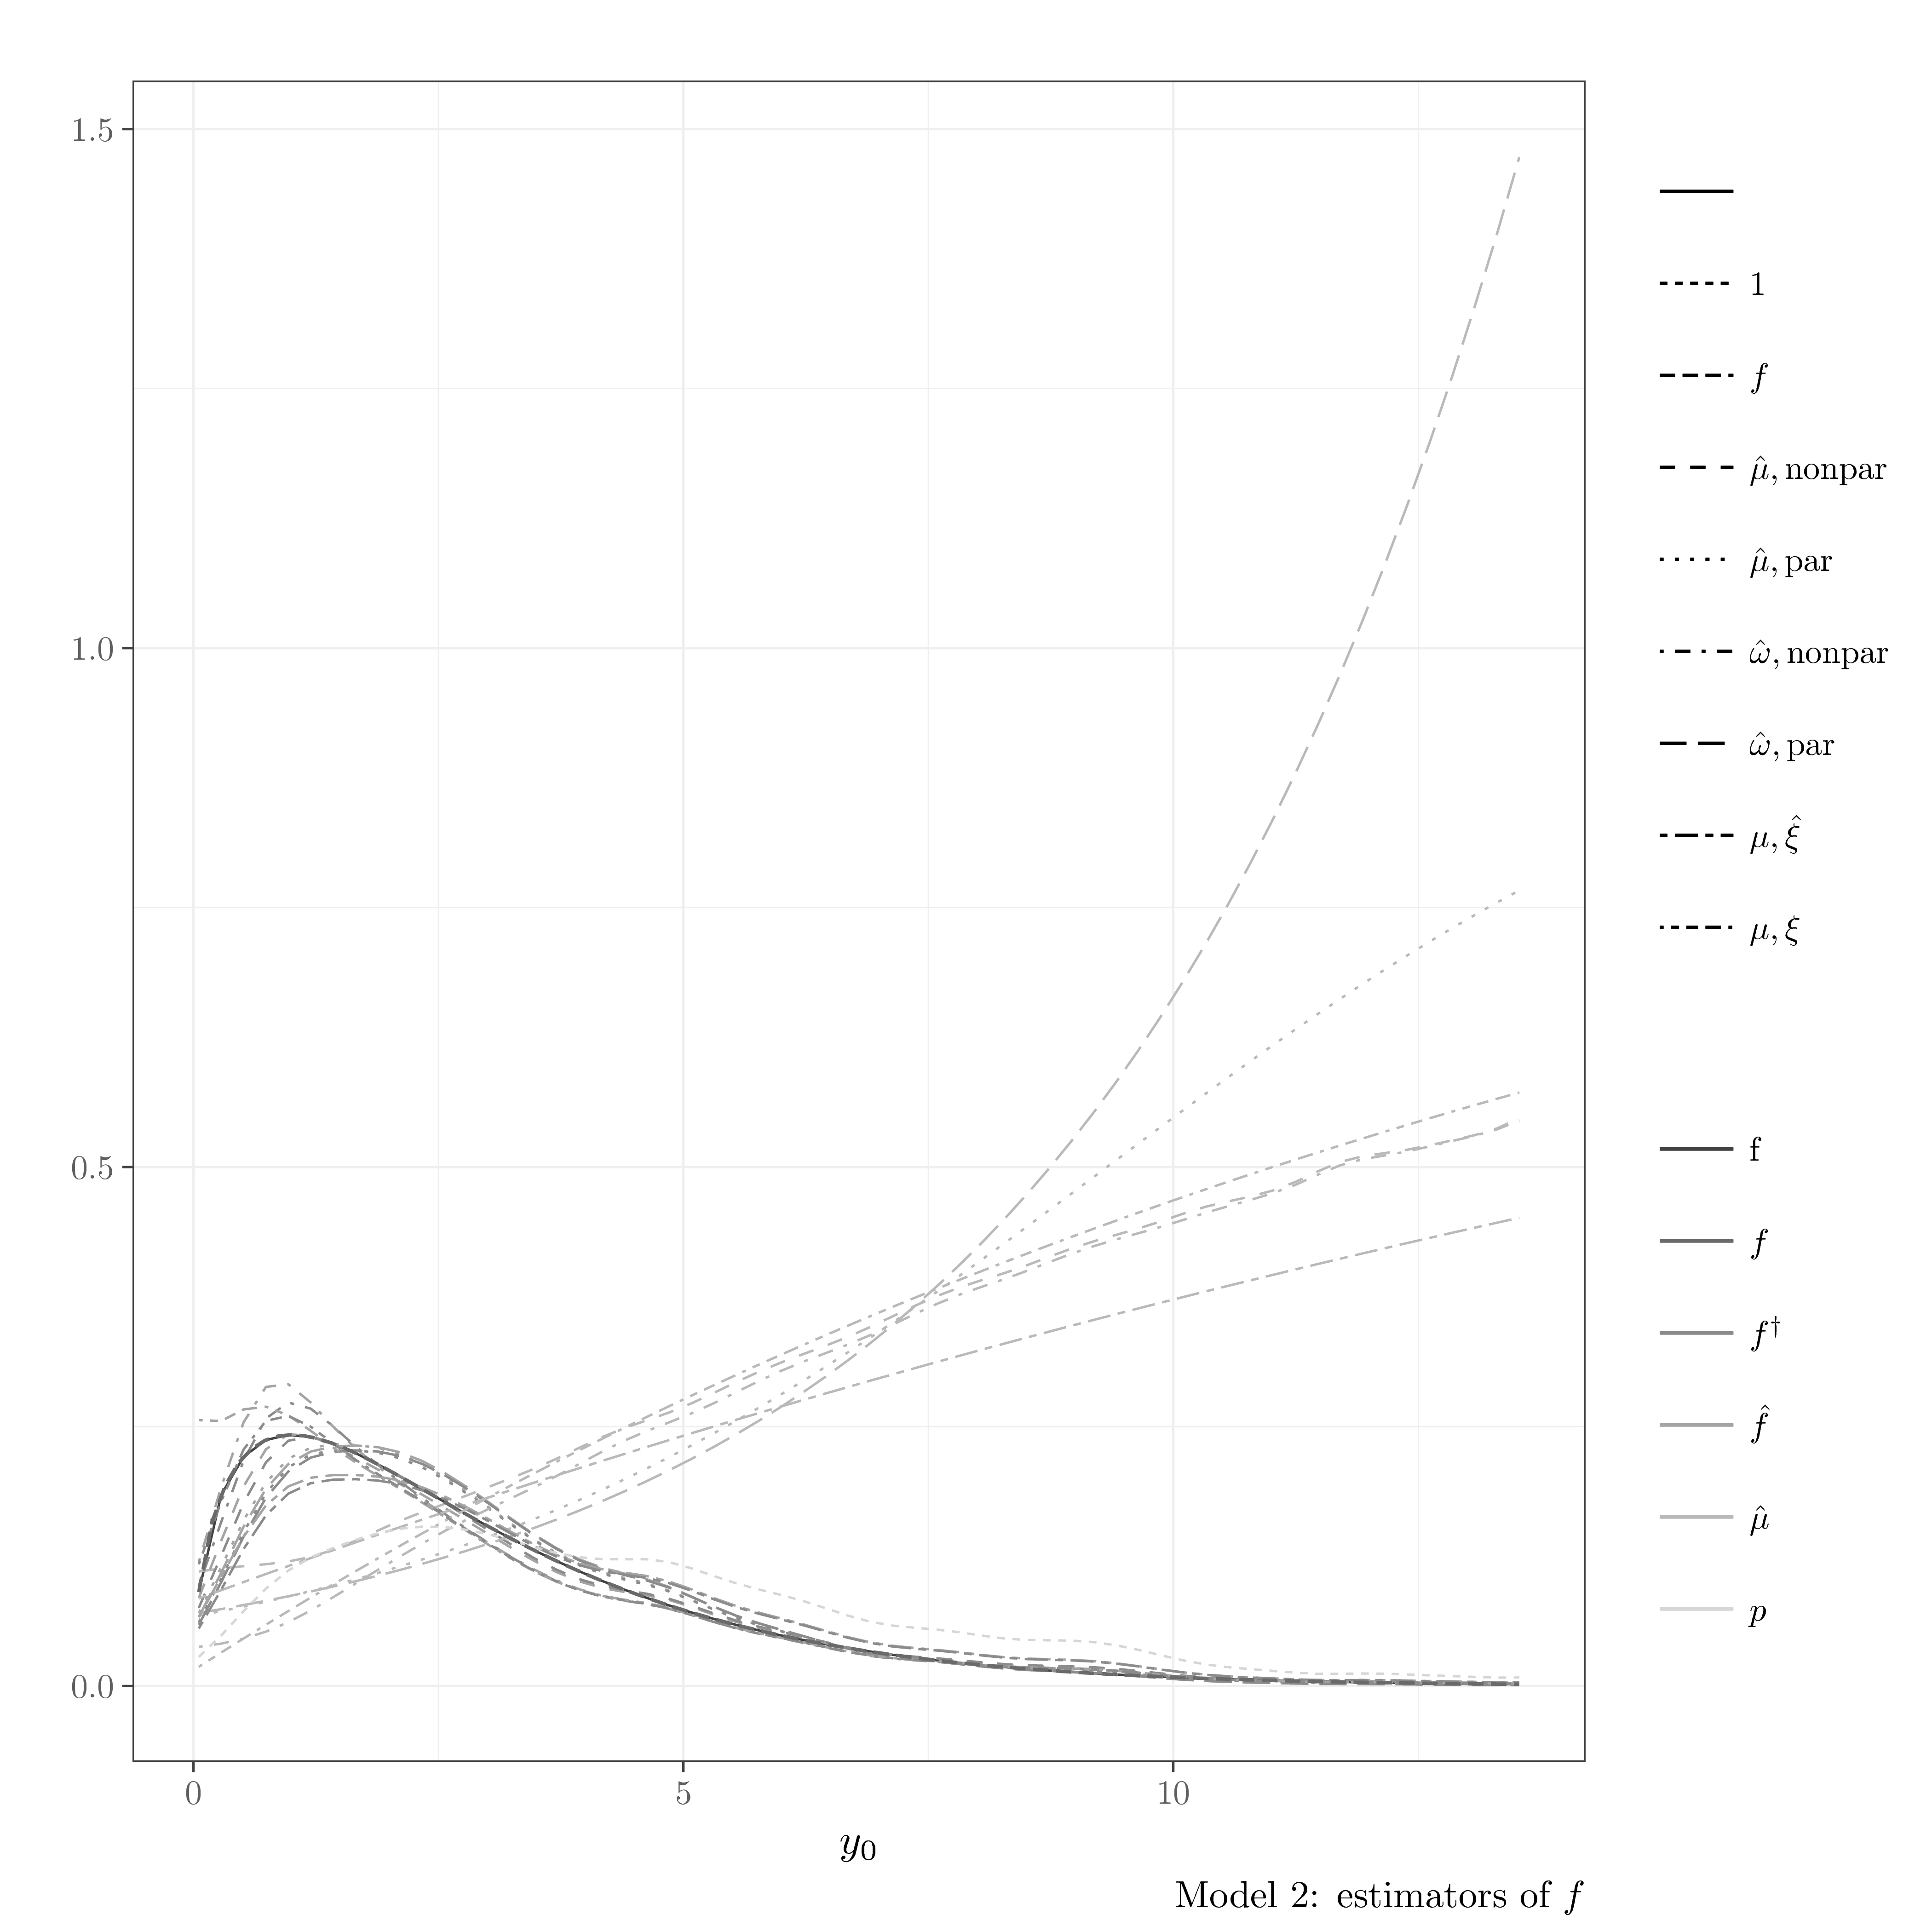 1.5
1.0
0.5
0.0
0
5
10
y₀
Model 2: estimators of f
1
f
μ̂, nonpar
μ̂, par
ω̂, nonpar
ω̂, par
μ, ξ̂
μ, ξ
f
f
f†
f̂
μ̂
p